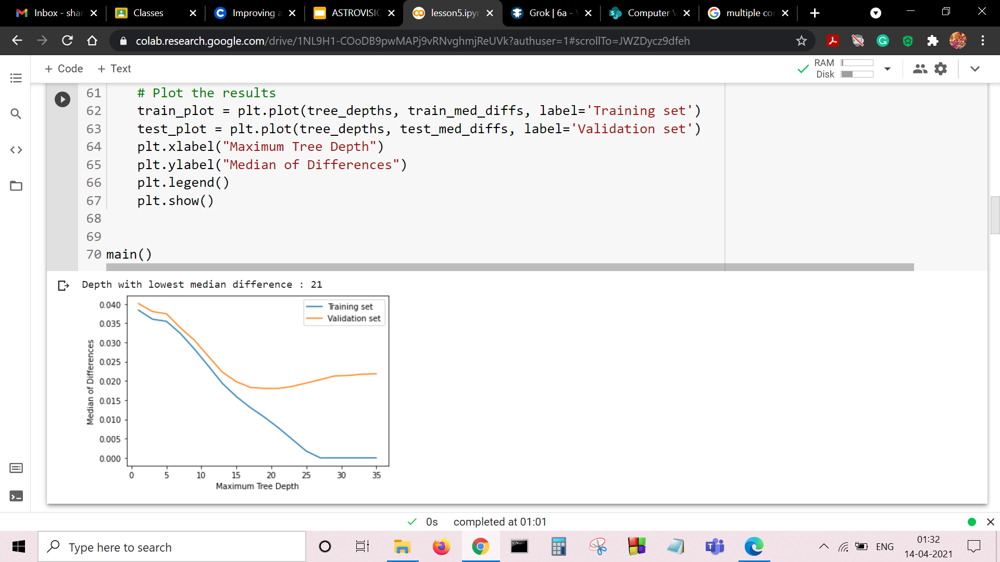 Inbox - sha
Classes
Improving a
ASTROVISIO
lesson5.ipyn
Grok | 6a -
Computer V
multiple co
colab.research.google.com/drive/1NL9H1-COoDB9pwMAPj9vRNvghmjReUVk?authuser=1#scrollTo=JWZDycz9dfeh
+ Code + Text
RAM
Disk
61 # Plot the results
62 train_plot = plt.plot(tree_depths, train_med_diffs, label='Training set')
63 test_plot = plt.plot(tree_depths, test_med_diffs, label='Validation set')
64 plt.xlabel("Maximum Tree Depth")
65 plt.ylabel("Median of Differences")
66 plt.legend()
67 plt.show()
68
69
70 main()
Depth with lowest median difference : 21
Training set
Validation set
0.040
0.035
0.030
0.025
0.020
0.015
0.010
0.005
0.000
Median of Differences
0 5 10 15 20 25 30 35
Maximum Tree Depth
0s completed at 01:01
Type here to search
ENG
01:32
14-04-2021